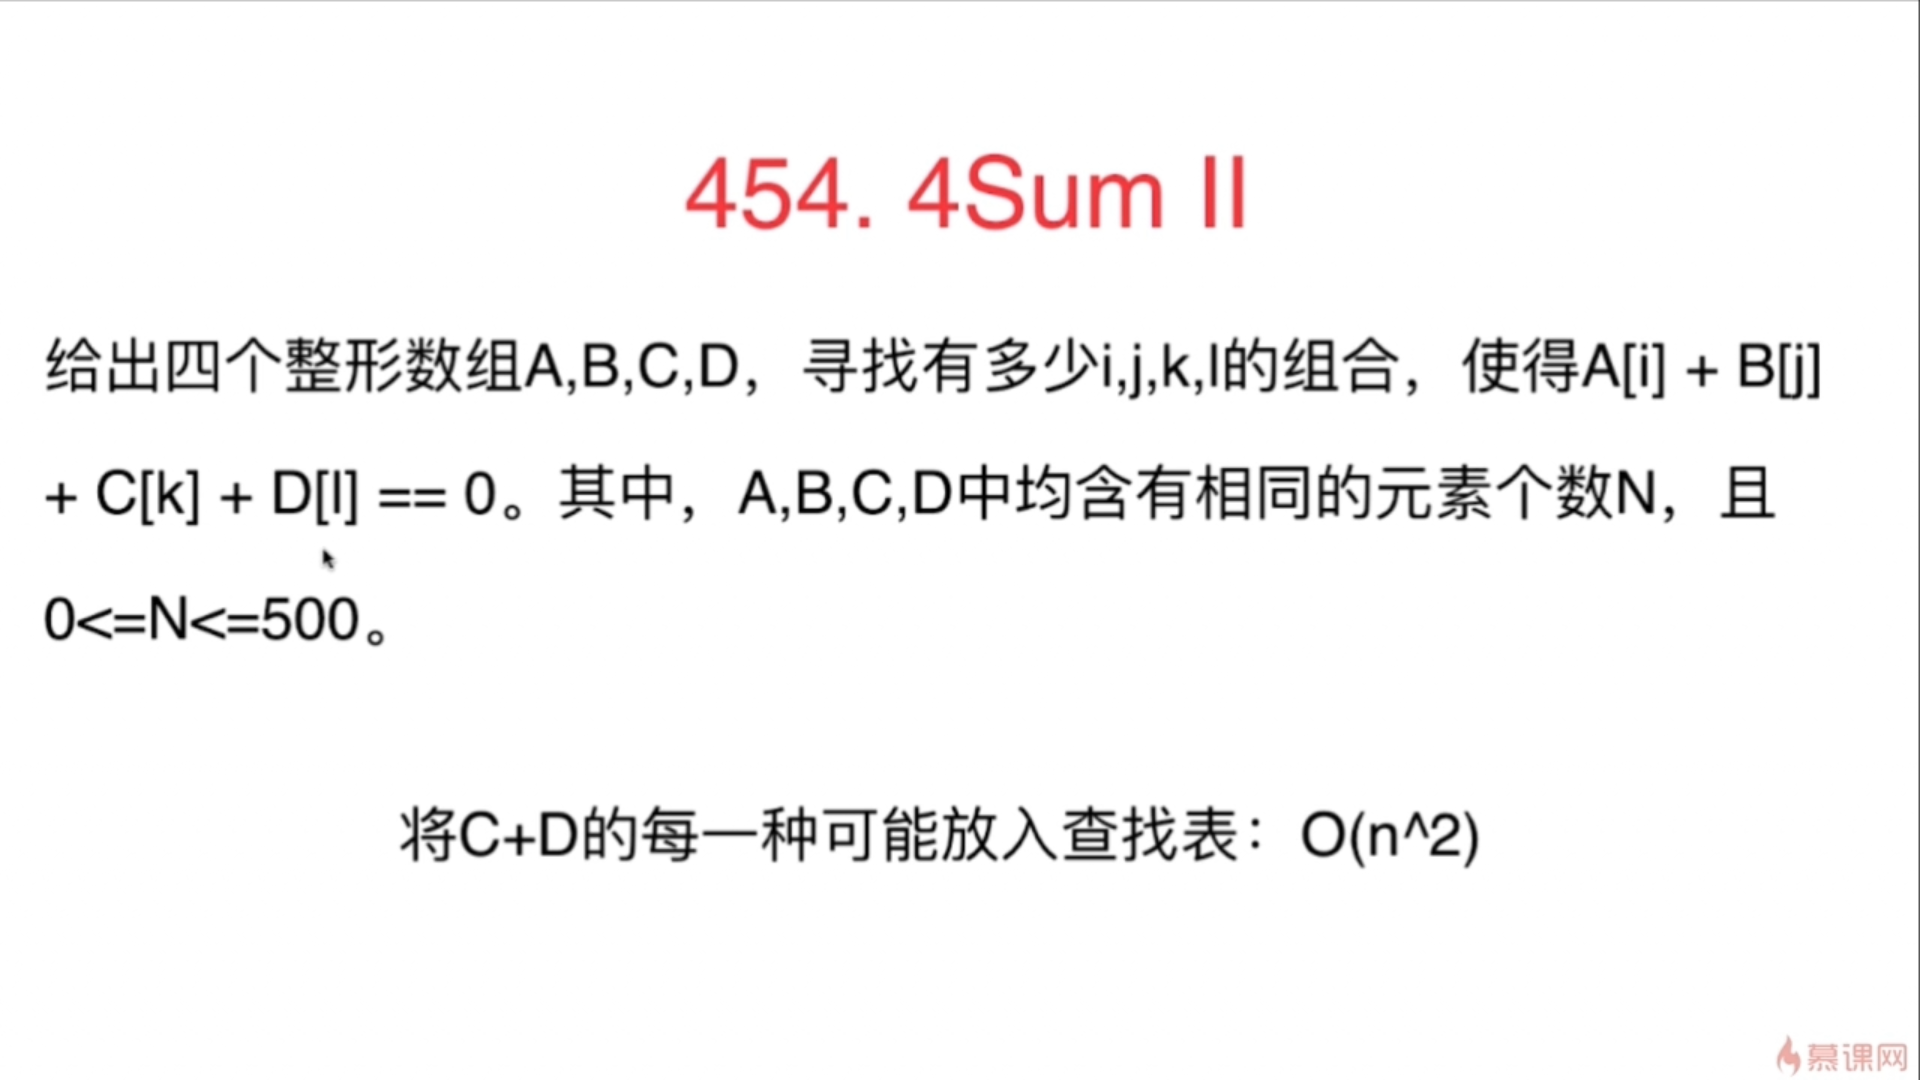 454. 4Sum II
给出四个整形数组A,B,C,D，寻找有多少i,j,k,l的组合，使得A[i] + B[j]
+ C[k] + D[l] == 0。其中，A,B,C,D中均含有相同的元素个数N，且
0<=N<=500。
将C+D的每一种可能放入查找表：O(n^2)
慕课网